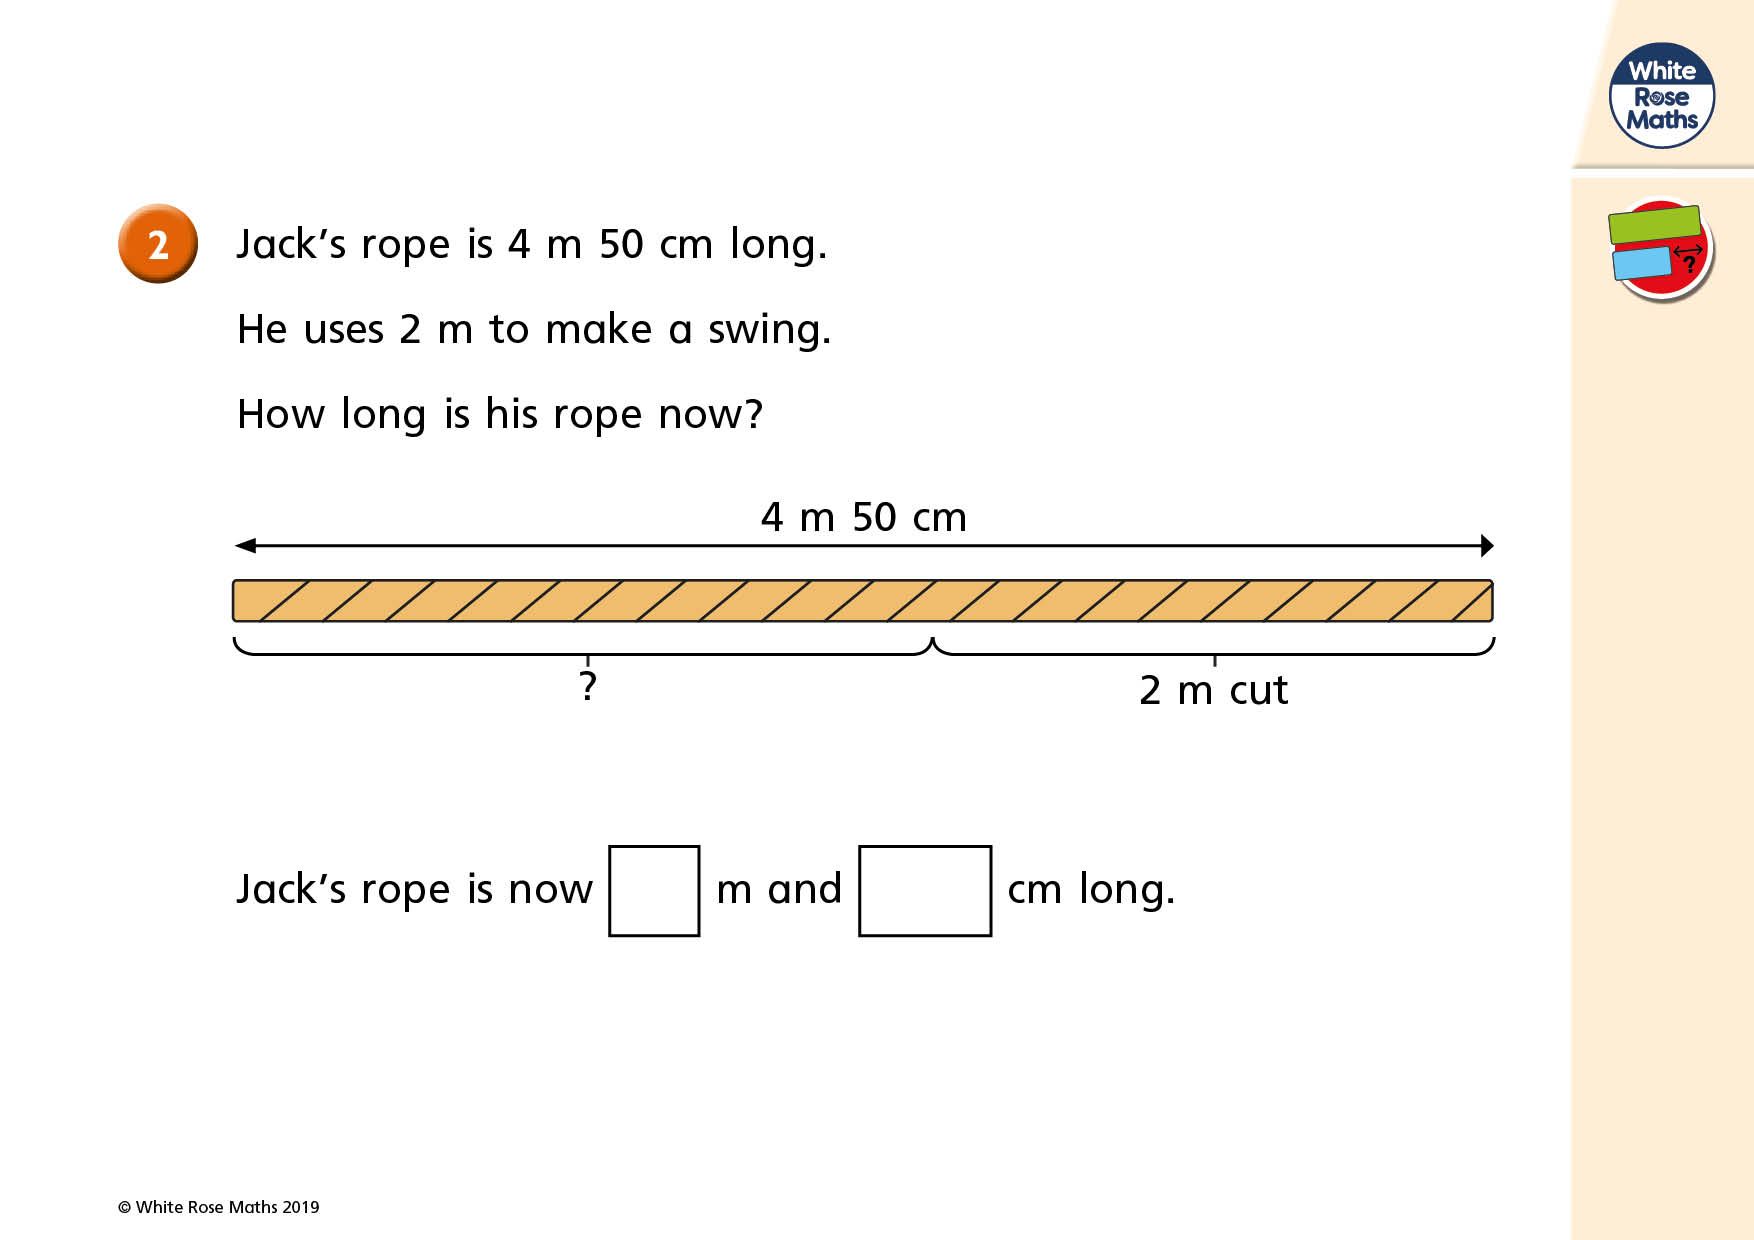 White
Rose
Maths
2
Jack’s rope is 4 m 50 cm long.
He uses 2 m to make a swing.
How long is his rope now?
?
4 m 50 cm
?
2 m cut
Jack’s rope is now m and cm long.
© White Rose Maths 2019